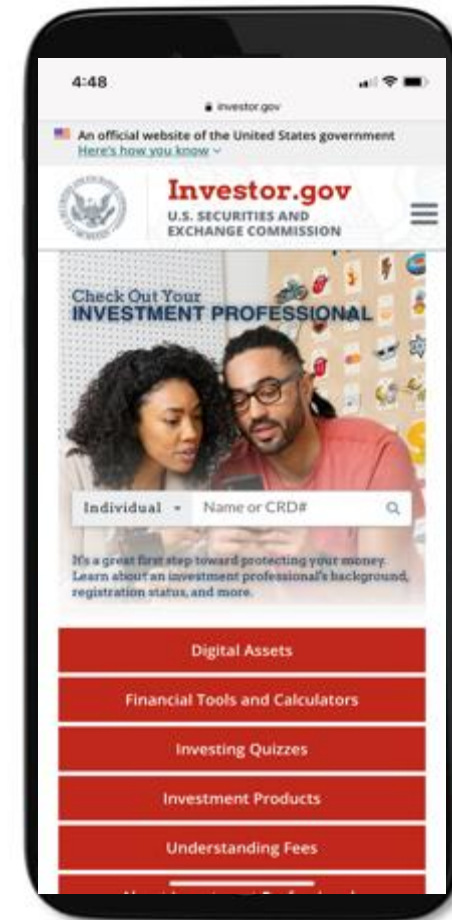 4:48
investor.gov
An official website of the United States government
Here's how you know
Investor.gov
U.S. SECURITIES AND
EXCHANGE COMMISSION
Check Out Your
INVESTMENT PROFESSIONAL
Individual
Name or CRD#
It's a great first step toward protecting your money.
Learn about an investment professional's background,
registration status, and more.
Digital Assets
Financial Tools and Calculators
Investing Quizzes
Investment Products
Understanding Fees